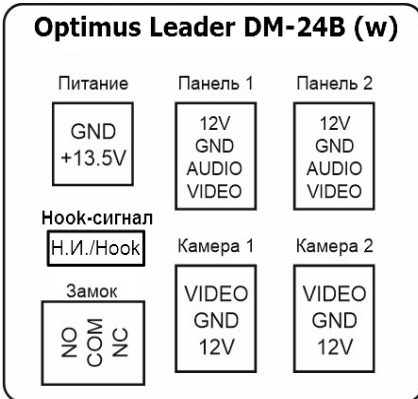 Optimus Leader DM-24B (w)
Питание
GND
+13.5V
Панель 1
12V
GND
AUDIO
VIDEO
Панель 2
12V
GND
AUDIO
VIDEO
Hook-сигнал
Н.И./Hook
Замок
NO
COM
NC
Камера 1
VIDEO
GND
12V
Камера 2
VIDEO
GND
12V